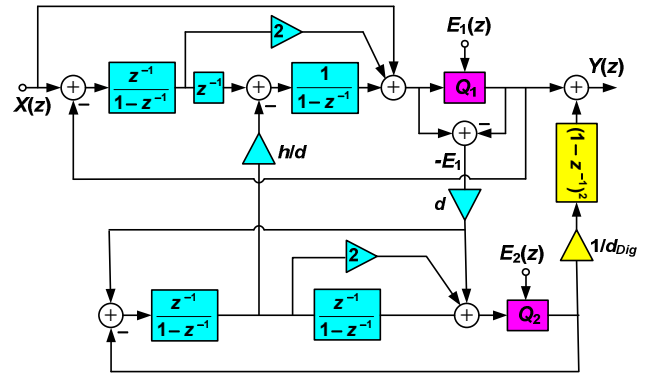 E₁(z)
2
X(z)
–
z⁻¹
1–z⁻¹
z⁻¹
–
1
1–z⁻¹
Q₁
Y(z)
–
-E₁
h/d
(1–z⁻¹)²
d
1/d_Dig
2
E₂(z)
–
z⁻¹
1–z⁻¹
z⁻¹
1–z⁻¹
Q₂